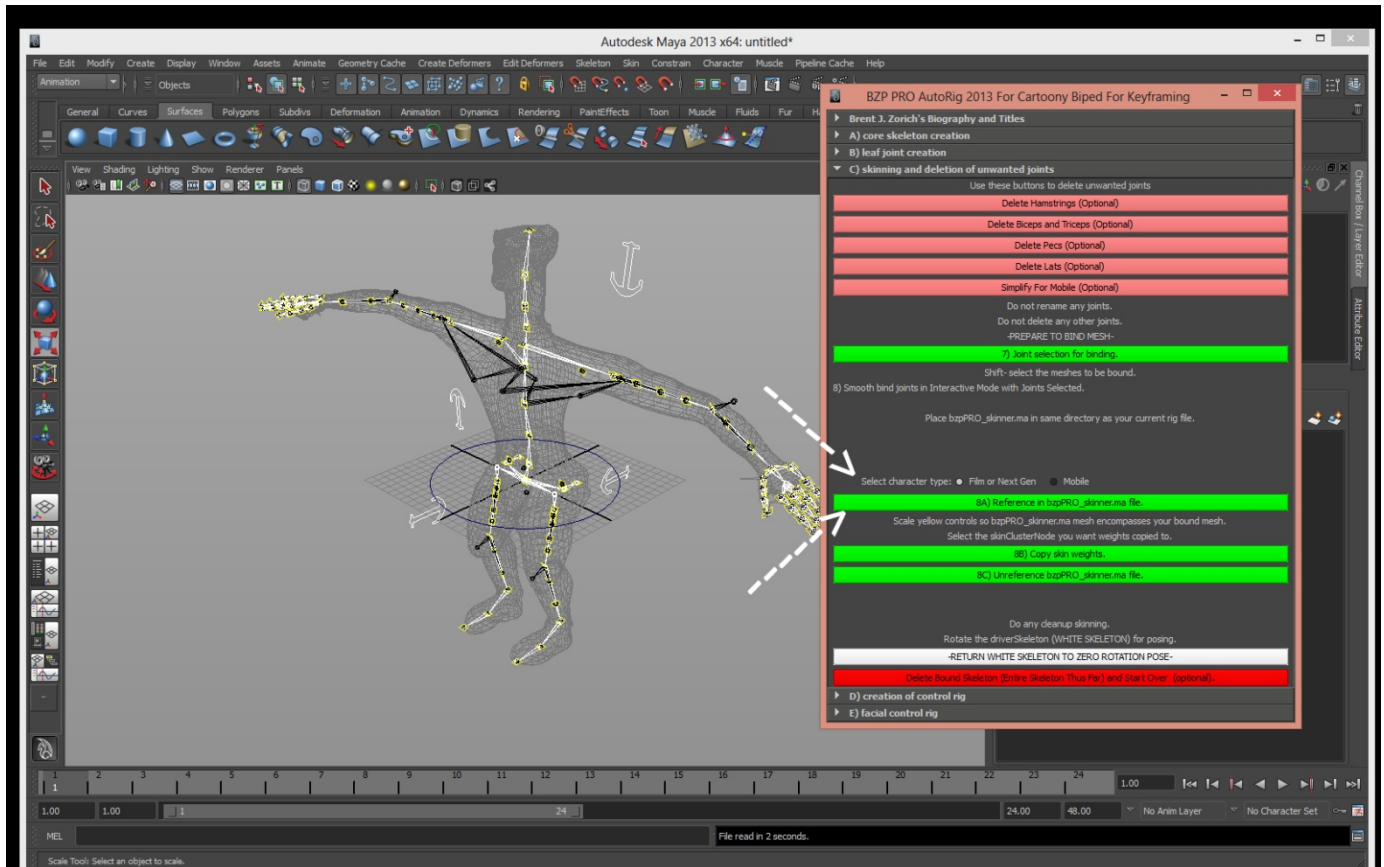 Autodesk Maya 2013 x64: untitled*
File Edit Modify Create Display Window Assets Animate Geometry Cache Create Deformers Edit Deformers Skeleton Skin Constrain Character Muscle Pipeline Cache Help
Animation Objects
General Curves Surfaces Polygons Subdivs Deformation Animation Dynamics Rendering PaintEffects Toon Muscle Fluids Fur
View Shading Lighting Show Renderer Panels
BZP PRO AutoRig 2013 For Cartoony Biped For Keyframing
Brent J. Zorich's Biography and Titles
A) core skeleton creation
B) leaf joint creation
C) skinning and deletion of unwanted joints
Use these buttons to delete unwanted joints
Delete Hamstrings (Optional)
Delete Biceps and Triceps (Optional)
Delete Pecs (Optional)
Delete Lats (Optional)
Simplify For Mobile (Optional)
Do not rename any joints.
Do not delete any other joints.
-PREPARE TO BIND MESH-
7) Joint selection for binding.
Shift- select the meshes to be bound.
8) Smooth bind joints in Interactive Mode with Joints Selected.
Place bzpPRO_skinner.ma in same directory as your current rig file.
Select character type: Film or Next Gen Mobile
8A) Reference in bzpPRO_skinner.ma file.
Scale yellow controls so bzpPRO_skinner.ma mesh encompasses your bound mesh.
Select the skinClusterNode you want weights copied to.
8B) Copy skin weights.
8C) Unreference bzpPRO_skinner.ma file.
Do any cleanup skinning.
Rotate the driverSkeleton (WHITE SKELETON) for posing.
-RETURN WHITE SKELETON TO ZERO ROTATION POSE-
Delete Bound Skeleton (Entire Skeleton Thus Far) and Start Over (optional).
D) creation of control rig
E) facial control rig
Channel Box / Layer Editor
Attribute Editor
1 2 3 4 5 6 7 8 9 10 11 12 13 14 15 16 17 18 19 20 21 22 23 24
1
1.00
1.00 1.00 1 24 24.00 48.00 No Anim Layer No Character Set
MEL File read in 2 seconds.
Scale Tool: Select an object to scale.